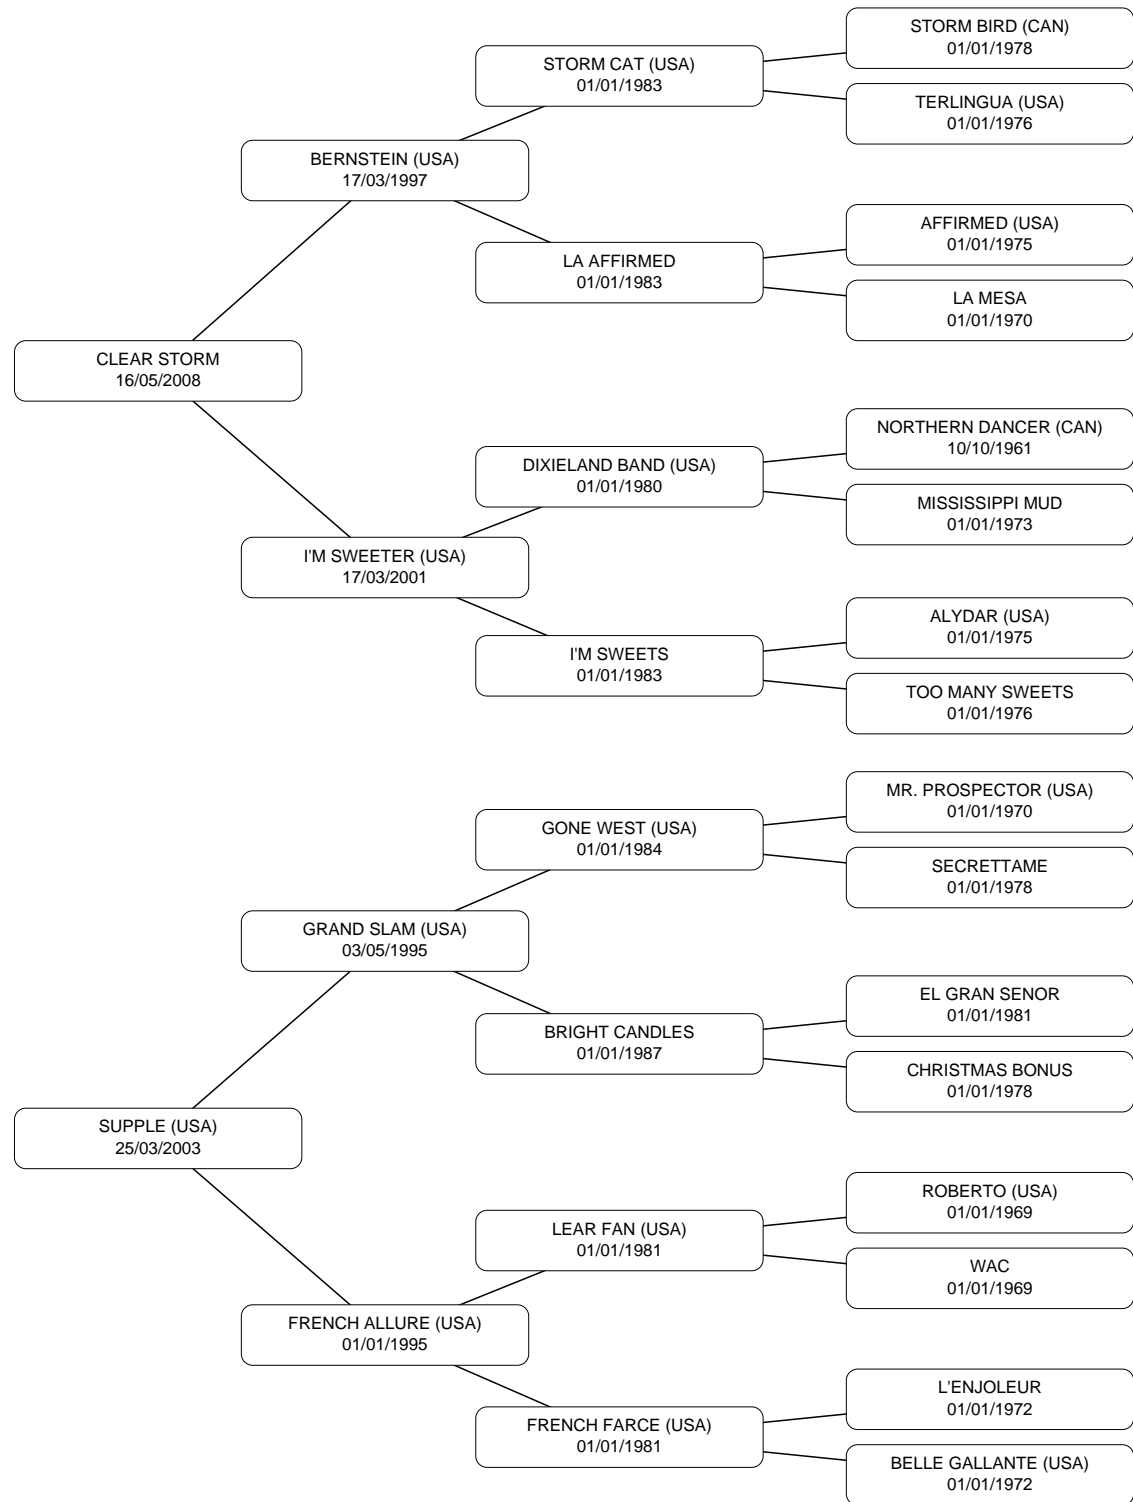 STORM BIRD (CAN)
01/01/1978
STORM CAT (USA)
01/01/1983
TERLINGUA (USA)
01/01/1976
BERNSTEIN (USA)
17/03/1997
AFFIRMED (USA)
01/01/1975
LA AFFIRMED
01/01/1983
LA MESA
01/01/1970
CLEAR STORM
16/05/2008
NORTHERN DANCER (CAN)
10/10/1961
DIXIELAND BAND (USA)
01/01/1980
MISSISSIPPI MUD
01/01/1973
I'M SWEETER (USA)
17/03/2001
ALYDAR (USA)
01/01/1975
I'M SWEETS
01/01/1983
TOO MANY SWEETS
01/01/1976
MR. PROSPECTOR (USA)
01/01/1970
GONE WEST (USA)
01/01/1984
SECRETTAME
01/01/1978
GRAND SLAM (USA)
03/05/1995
EL GRAN SENOR
01/01/1981
BRIGHT CANDLES
01/01/1987
CHRISTMAS BONUS
01/01/1978
SUPPLE (USA)
25/03/2003
ROBERTO (USA)
01/01/1969
LEAR FAN (USA)
01/01/1981
WAC
01/01/1969
FRENCH ALLURE (USA)
01/01/1995
L'ENJOLEUR
01/01/1972
FRENCH FARCE (USA)
01/01/1981
BELLE GALLANTE (USA)
01/01/1972